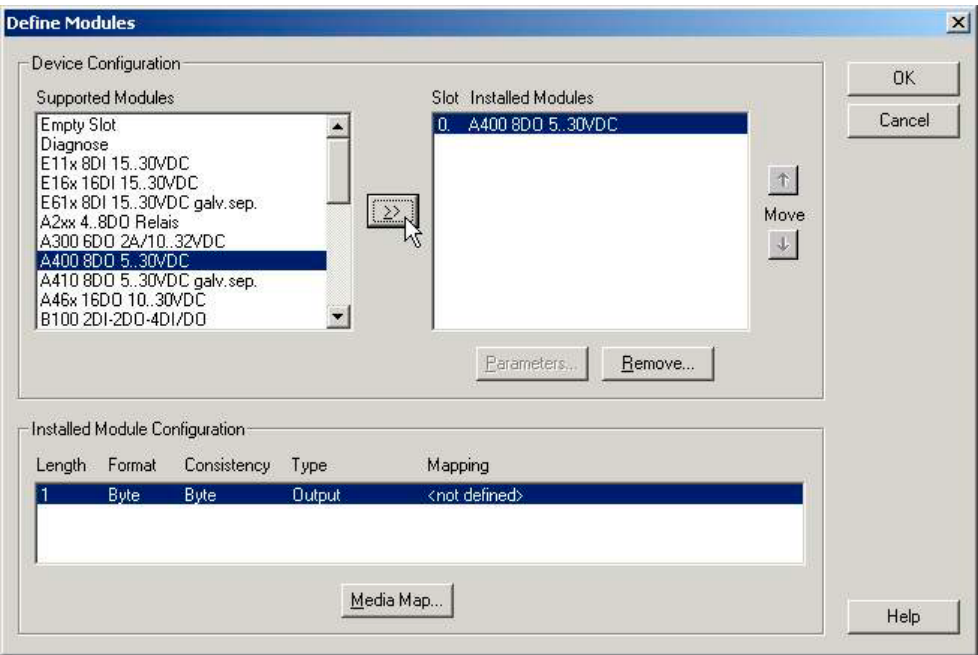 Define Modules
Device Configuration
Supported Modules
Empty Slot
Diagnose
E11x 8DI 15..30VDC
E16x 16DI 15..30VDC
E61x 8DI 15..30VDC galv.sep.
A2xx 4..8DO Relais
A300 6DO 2A/10..32VDC
A400 8DO 5..30VDC
A410 8DO 5..30VDC galv.sep.
A46x 16DO 10..30VDC
B100 2DI-2DO-4DI/DO
>>
Slot Installed Modules
0. A400 8DO 5..30VDC
Move
Parameters...
Remove...
OK
Cancel
Installed Module Configuration
Length Format Consistency Type Mapping
1 Byte Byte Output <not defined>
Media Map...
Help